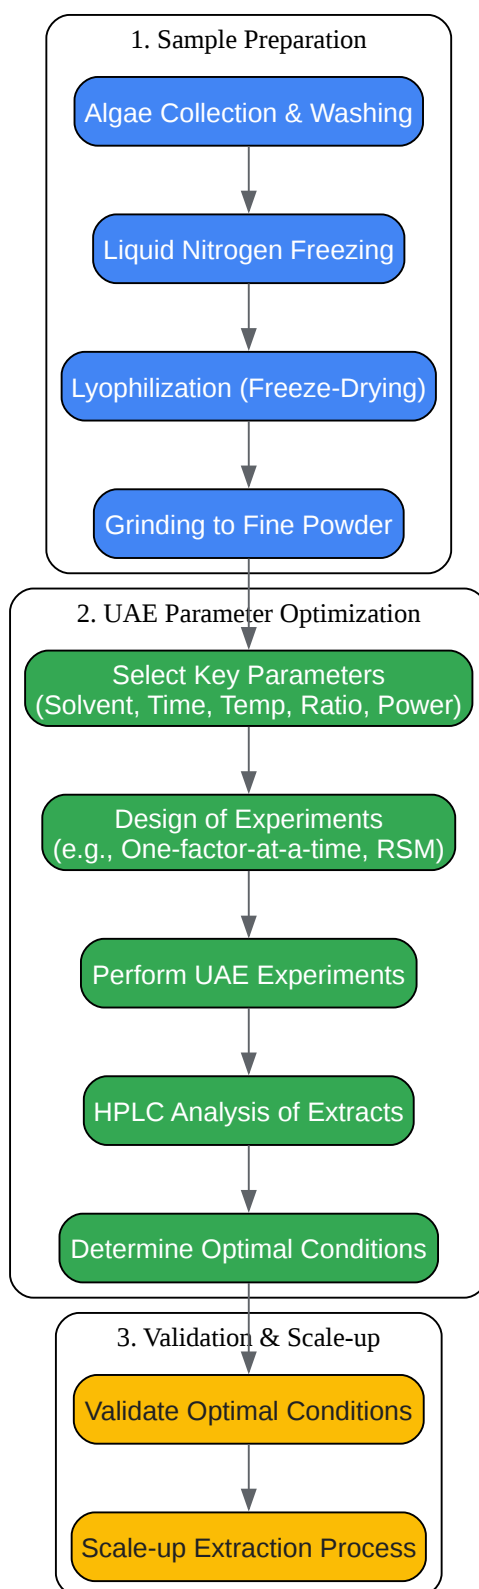 1. Sample Preparation
Algae Collection & Washing
Liquid Nitrogen Freezing
Lyophilization (Freeze-Drying)
Grinding to Fine Powder
2. UAE Parameter Optimization
Select Key Parameters
(Solvent, Time, Temp, Ratio, Power)
Design of Experiments
(e.g., One-factor-at-a-time, RSM)
Perform UAE Experiments
HPLC Analysis of Extracts
Determine Optimal Conditions
3. Validation & Scale-up
Validate Optimal Conditions
Scale-up Extraction Process